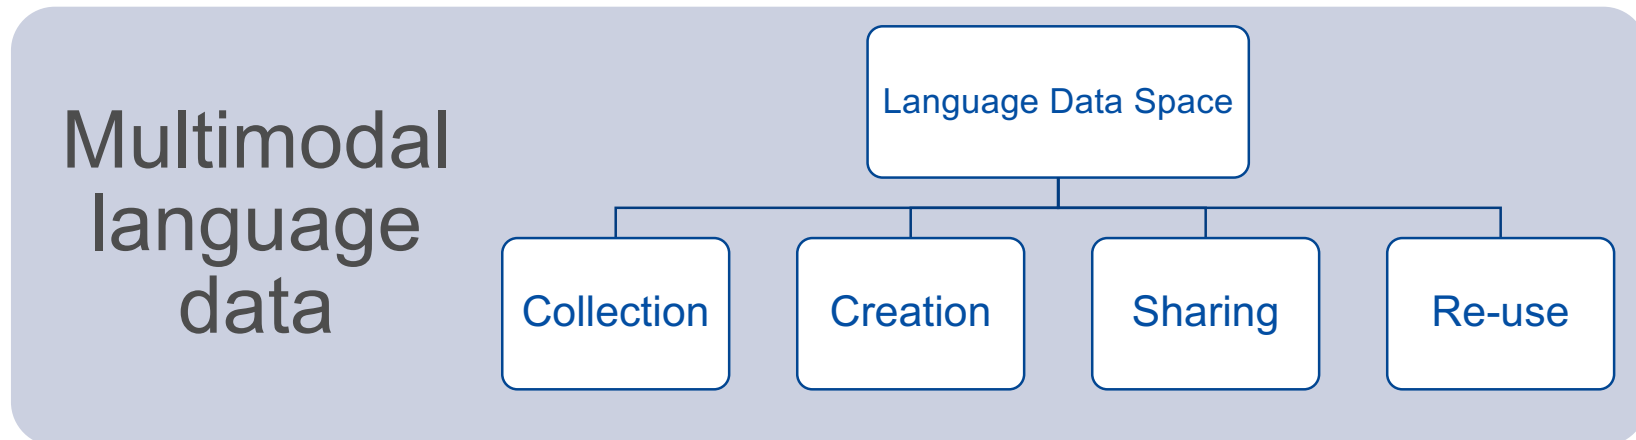 Multimodal
language
data
Language Data Space
Collection
Creation
Sharing
Re-use